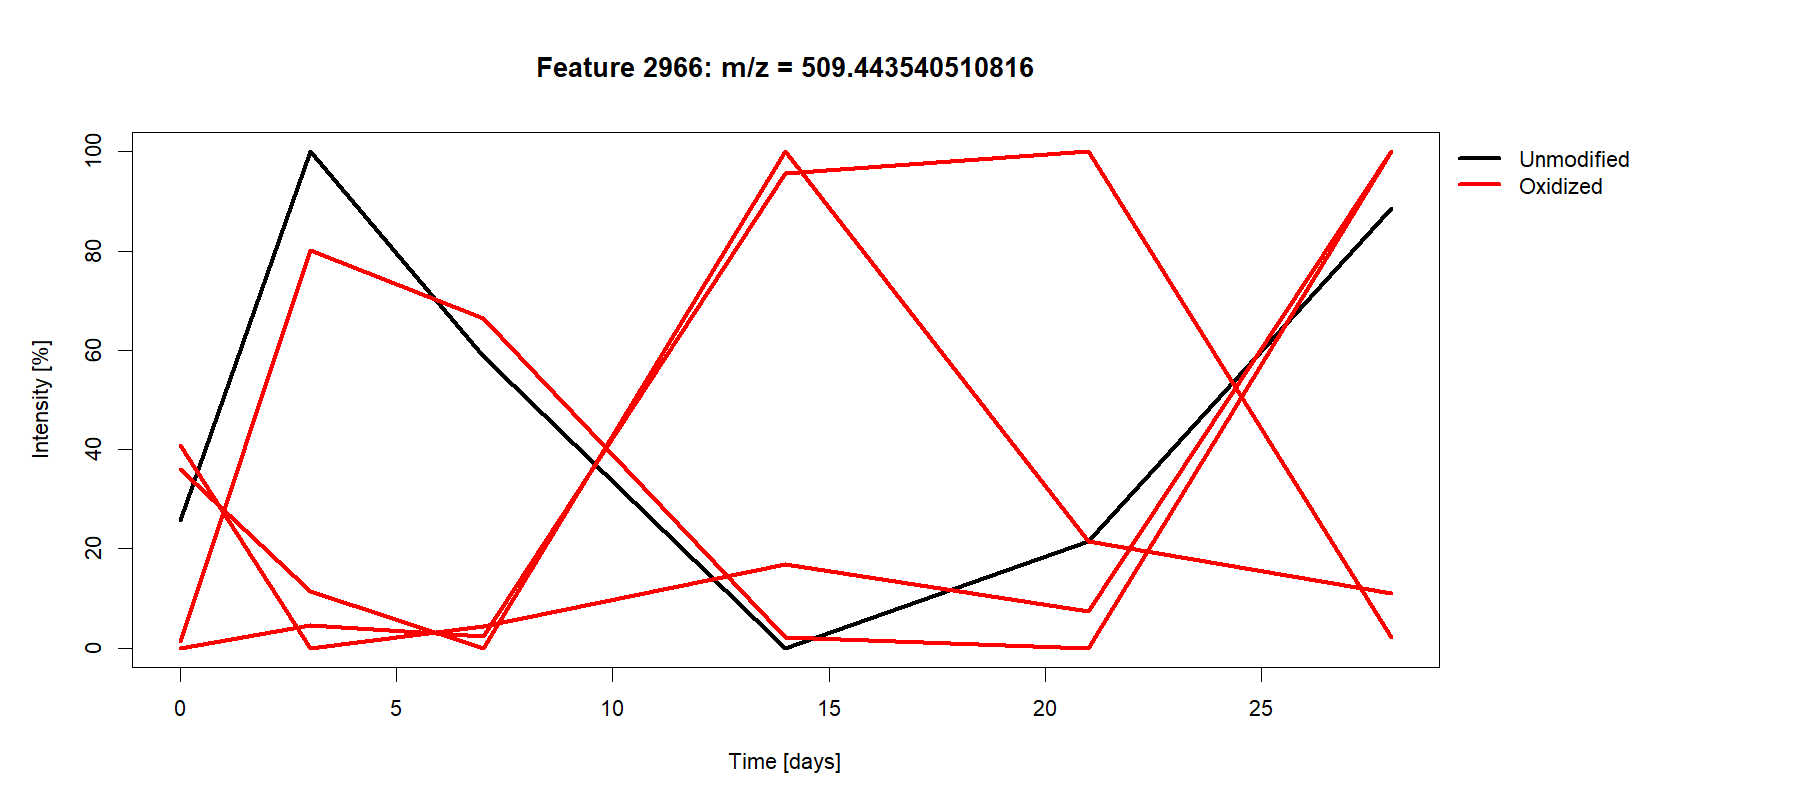 Feature 2966: m/z = 509.443540510816
Unmodified
Oxidized
Intensity [%]
100
80
60
40
20
0
0 5 10 15 20 25
Time [days]